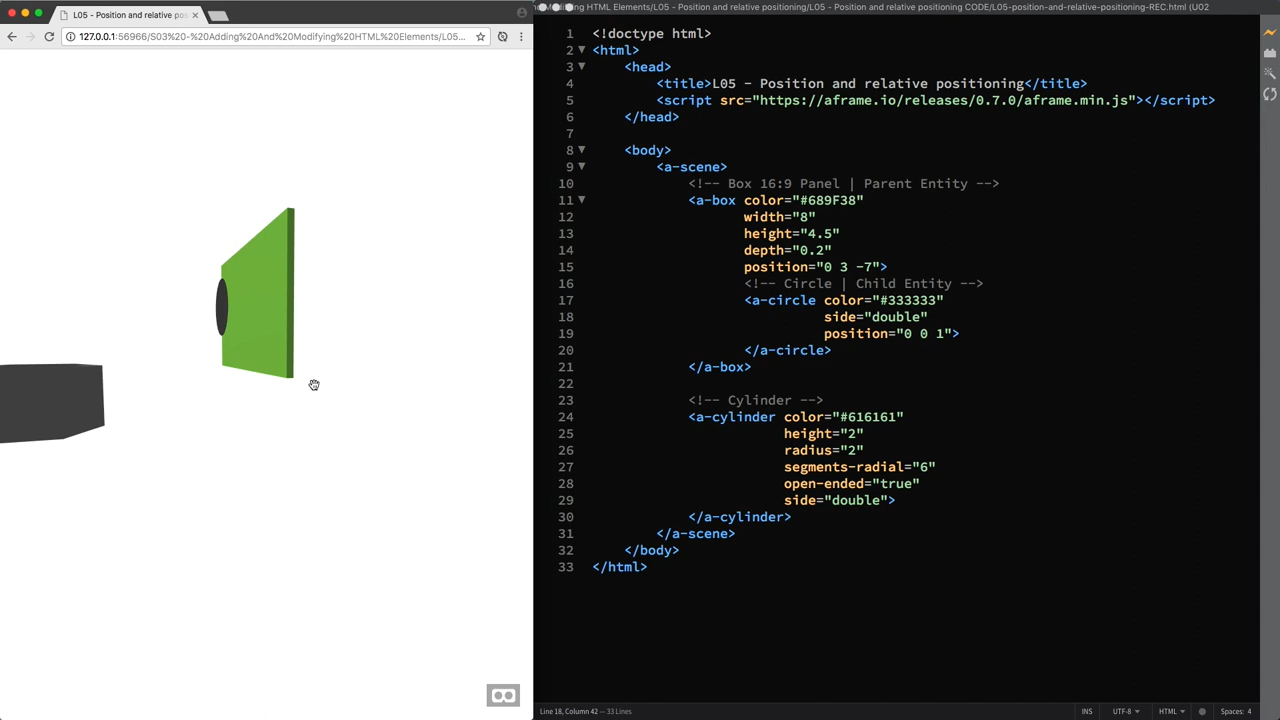 L05 - Position and relative pos
127.0.0.1:56966/S03%20-%20Adding%20And%20Modifying%20HTML%20Elements/L05...
Modifying HTML Elements/L05 - Position and relative positioning/L05 - Position and relative positioning CODE/L05-position-and-relative-positioning-REC.html (U02
1 <!doctype html>
2 <html>
3 <head>
4 <title>L05 - Position and relative positioning</title>
5 <script src="https://aframe.io/releases/0.7.0/aframe.min.js"></script>
6 </head>
7
8 <body>
9 <a-scene>
10 <!-- Box 16:9 Panel | Parent Entity -->
11 <a-box color="#689F38"
12 width="8"
13 height="4.5"
14 depth="0.2"
15 position="0 3 -7">
16 <!-- Circle | Child Entity -->
17 <a-circle color="#333333"
18 side="double"
19 position="0 0 1">
20 </a-circle>
21 </a-box>
22
23 <!-- Cylinder -->
24 <a-cylinder color="#616161"
25 height="2"
26 radius="2"
27 segments-radial="6"
28 open-ended="true"
29 side="double">
30 </a-cylinder>
31 </a-scene>
32 </body>
33 </html>
Line 18, Column 42 — 33 Lines
INS UTF-8 HTML Spaces: 4